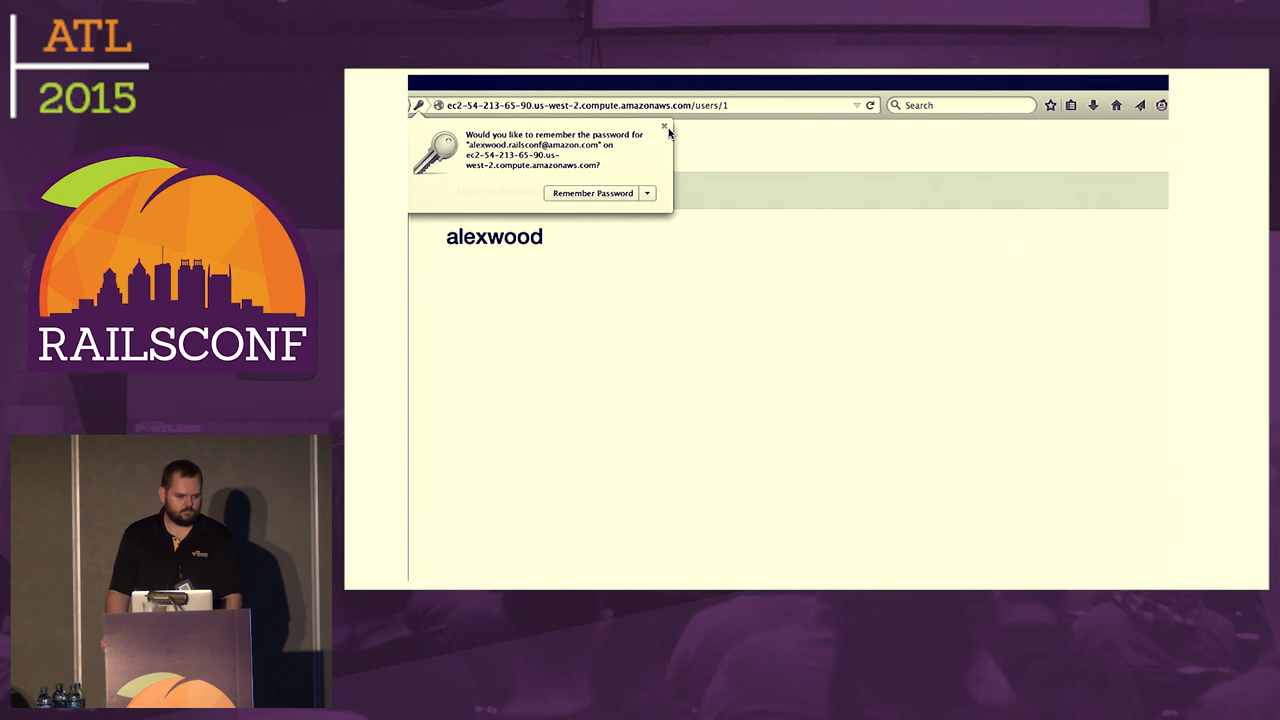 ATL
2015
RAILSCONF
ec2-54-213-65-90.us-west-2.compute.amazonaws.com/users/1
Search
Would you like to remember the password for
"alexwood.railsconf@amazon.com" on
ec2-54-213-65-90.us-
west-2.compute.amazonaws.com?
Remember Password
alexwood
PORTLAND